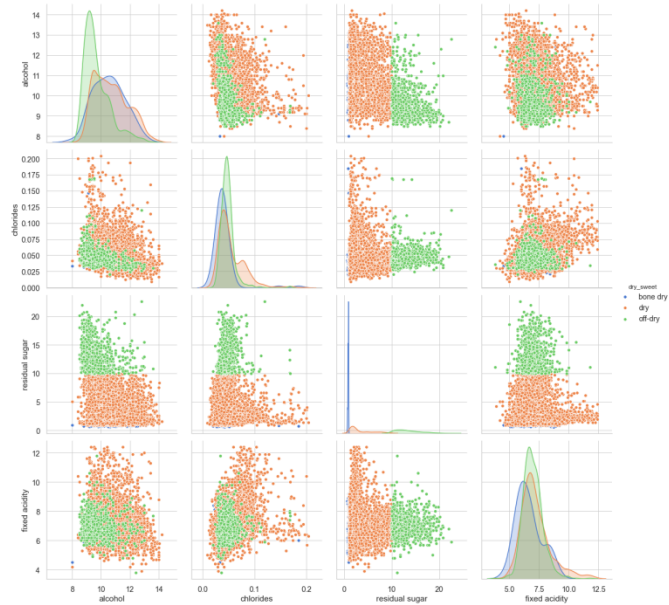 14
13
12
11
10
9
8
alcohol
0.200
0.175
0.150
0.125
0.100
0.075
0.050
0.025
0.000
chlorides
dry_sweet
bone dry
dry
off-dry
20
15
10
5
0
residual sugar
12
10
8
6
4
fixed acidity
8 10 12 14
0.0 0.1 0.2
0 10 20
5.0 7.5 10.0 12.5
alcohol chlorides residual sugar fixed acidity